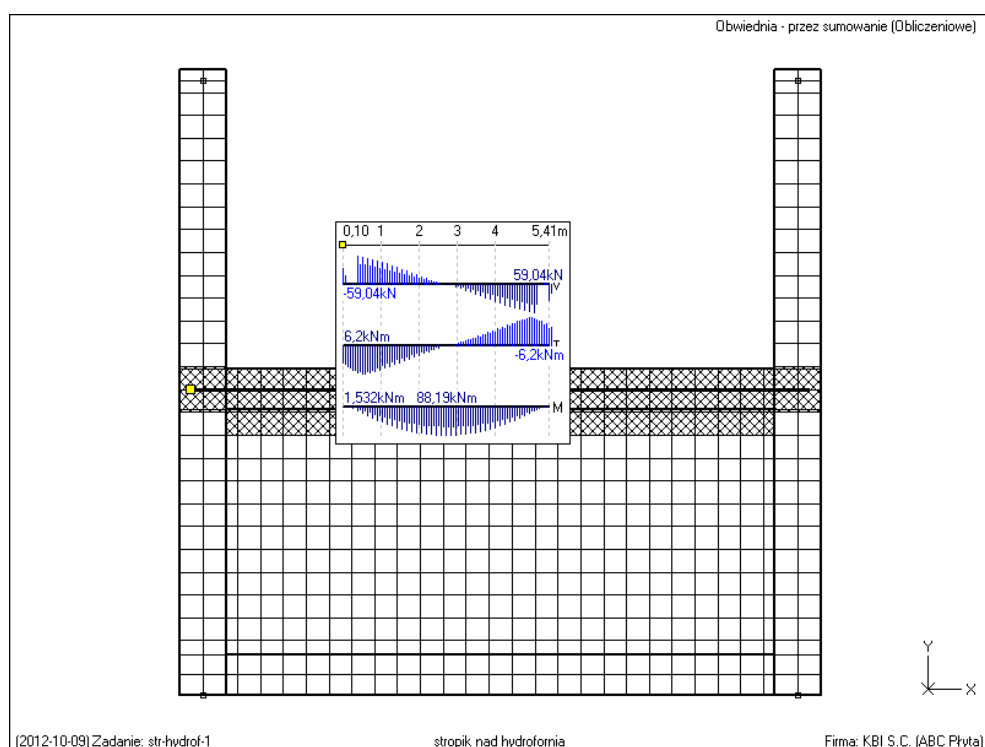 Obwiednia - przez sumowanie (Obliczeniowe)
0,10 1 2 3 4 5,41m
59,04kN
V
-59,04kN
6,2kNm
T
-6,2kNm
1,532kNm 88,19kNm M
Y
X
(2012-10-09) Zadanie: str-hydrof-1 stropik nad hydrofornia Firma: KBI S.C. (ABC Płyta)